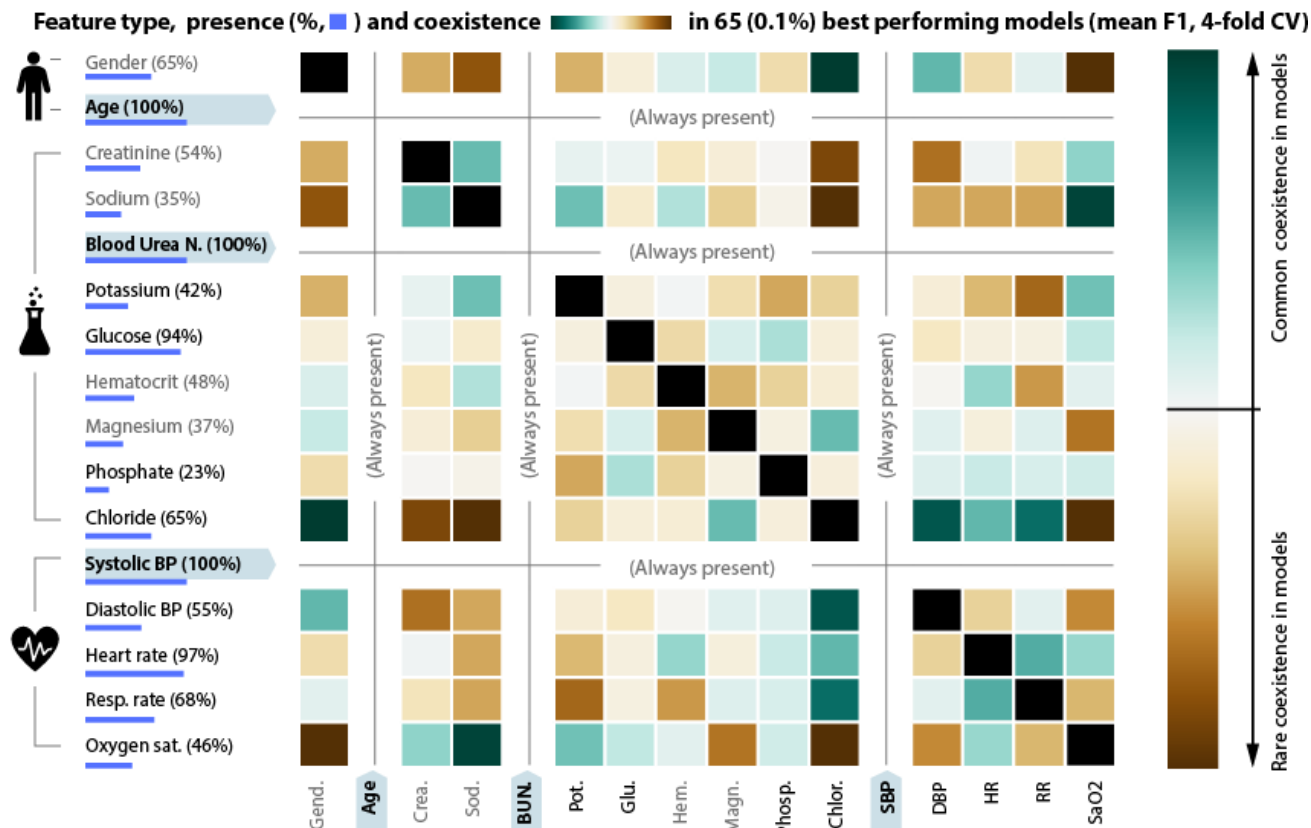 Feature type, presence (%, ) and coexistence in 65 (0.1%) best performing models (mean F1, 4-fold CV)
Gender (65%)
Age (100%)
(Always present)
Creatinine (54%)
Sodium (35%)
Blood Urea N. (100%)
(Always present)
Potassium (42%)
Glucose (94%)
Hematocrit (48%)
Magnesium (37%)
Phosphate (23%)
Chloride (65%)
(Always present)
(Always present)
(Always present)
Systolic BP (100%)
(Always present)
Diastolic BP (55%)
Heart rate (97%)
Resp. rate (68%)
Oxygen sat. (46%)
Gend.
Age
Crea.
Sod.
BUN.
Pot.
Glu.
Hem.
Magn.
Phosp.
Chlor.
SBP
DBP
HR
RR
SaO2
Common coexistence in models
Rare coexistence in models